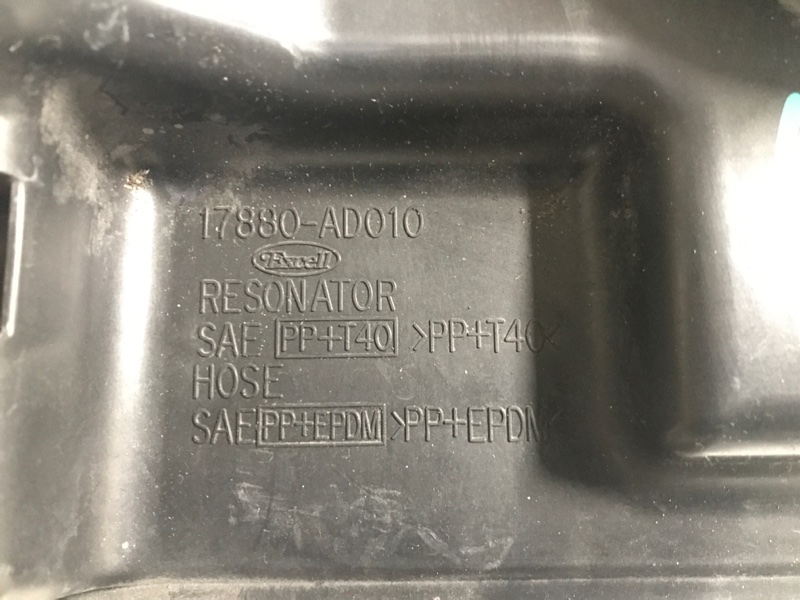 17880-AD010
Excell
RESONATOR
SAE PP+T40 >PP+T40<
HOSE
SAE PP+EPDM >PP+EPDM<